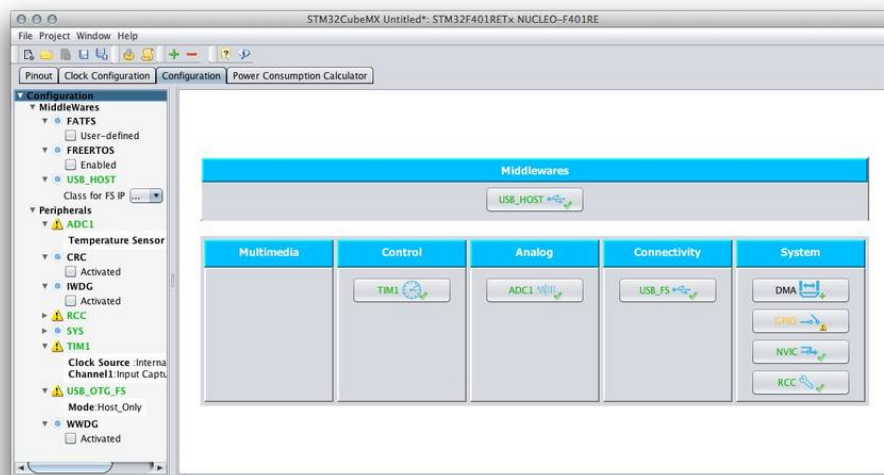 STM32CubeMX Untitled*: STM32F401RETx NUCLEO-F401RE
File Project Window Help
Pinout Clock Configuration Configuration Power Consumption Calculator
Configuration
MiddleWares
FATFS
User-defined
FREERTOS
Enabled
USB_HOST
Class for FS IP ...
Peripherals
ADC1
Temperature Sensor
CRC
Activated
IWDG
Activated
RCC
SYS
TIM1
Clock Source :Interna
Channel1:Input Captu
USB_OTG_FS
Mode:Host_Only
WWDG
Activated
Middlewares
USB_HOST
Multimedia Control Analog Connectivity System
TIM1 ADC1 USB_FS DMA
GPIO
NVIC
RCC